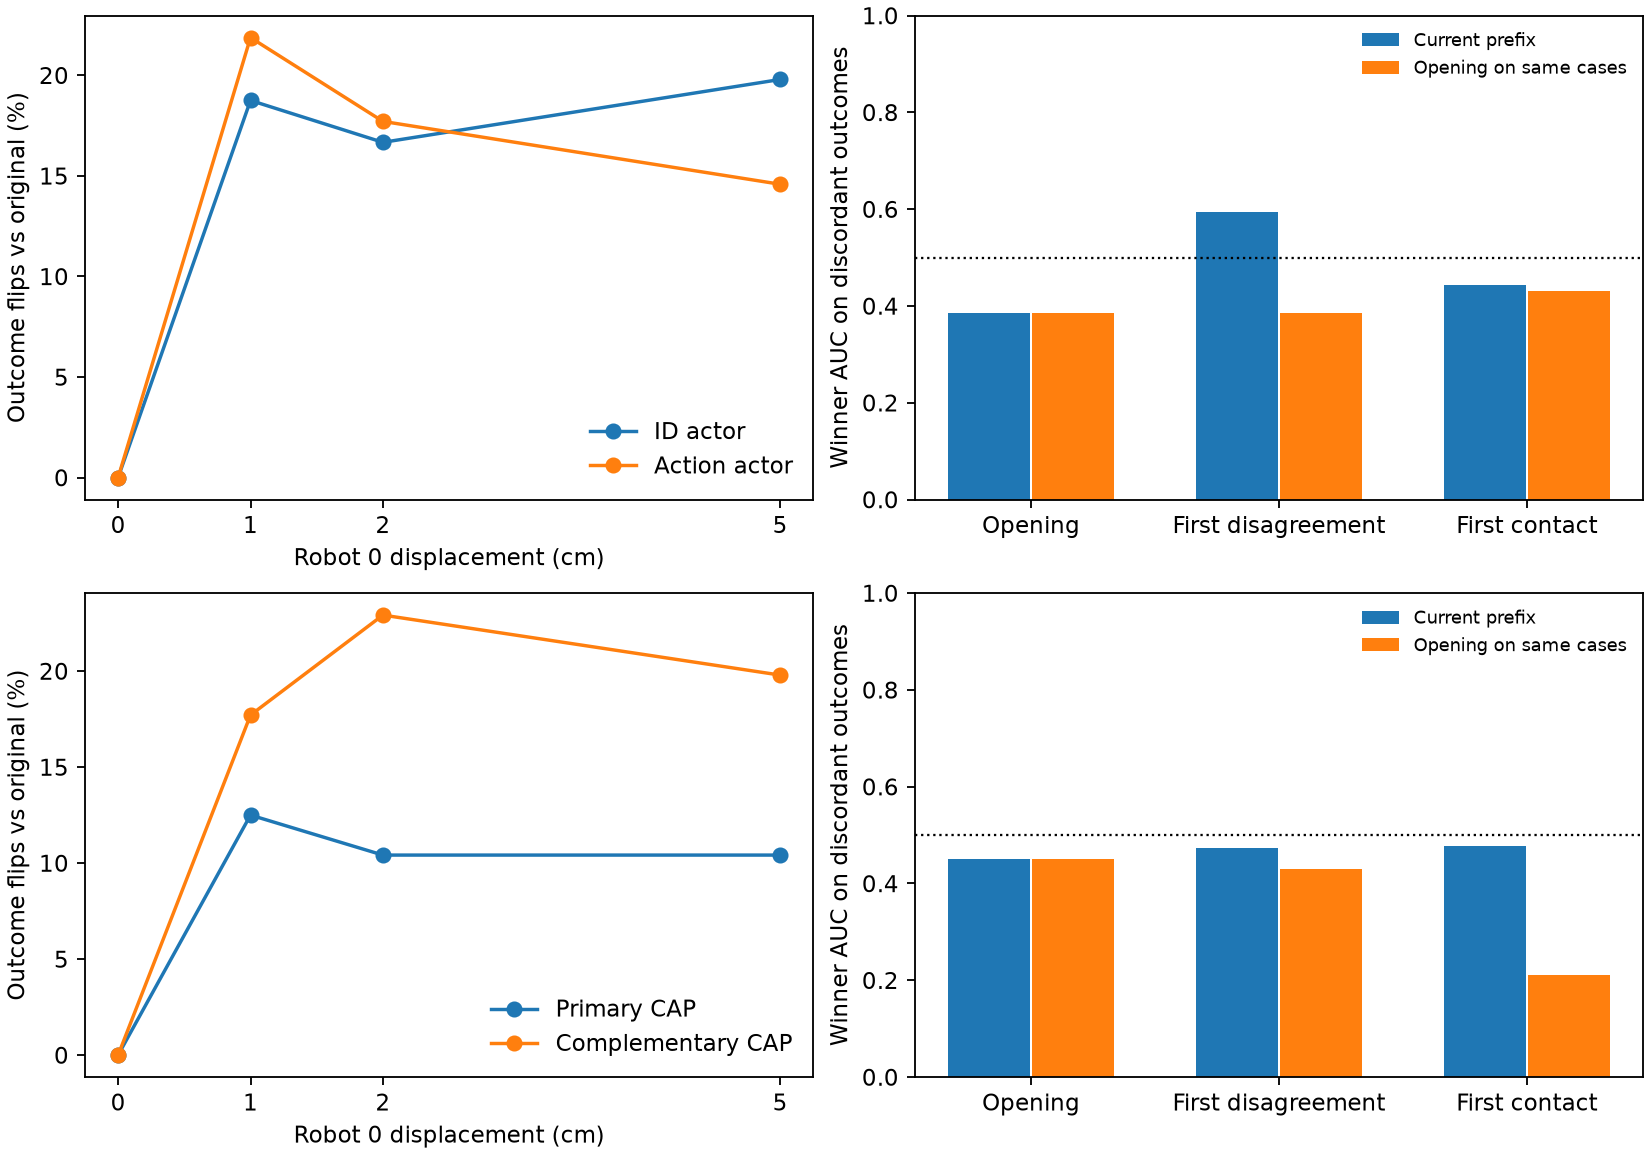 Outcome flips vs original (%)
20
15
10
5
0
ID actor
Action actor
0 1 2 5
Robot 0 displacement (cm)
Winner AUC on discordant outcomes
1.0
0.8
0.6
0.4
0.2
0.0
Current prefix
Opening on same cases
Opening First disagreement First contact
Outcome flips vs original (%)
20
15
10
5
0
Primary CAP
Complementary CAP
0 1 2 5
Robot 0 displacement (cm)
Winner AUC on discordant outcomes
1.0
0.8
0.6
0.4
0.2
0.0
Current prefix
Opening on same cases
Opening First disagreement First contact